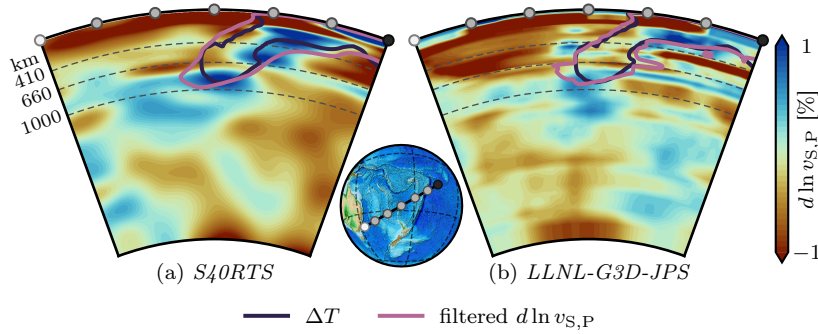 km
410
660
1000
1
d ln v_S,P [%]
−1
(a) S40RTS
(b) LLNL-G3D-JPS
ΔT
filtered d ln v_S,P